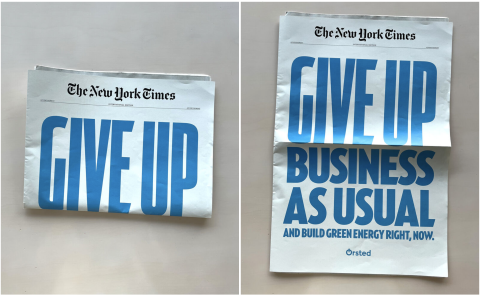 The New York Times
GIVE UP
The New York Times
GIVE UP
BUSINESS
AS USUAL
AND BUILD GREEN ENERGY RIGHT, NOW.
Orsted